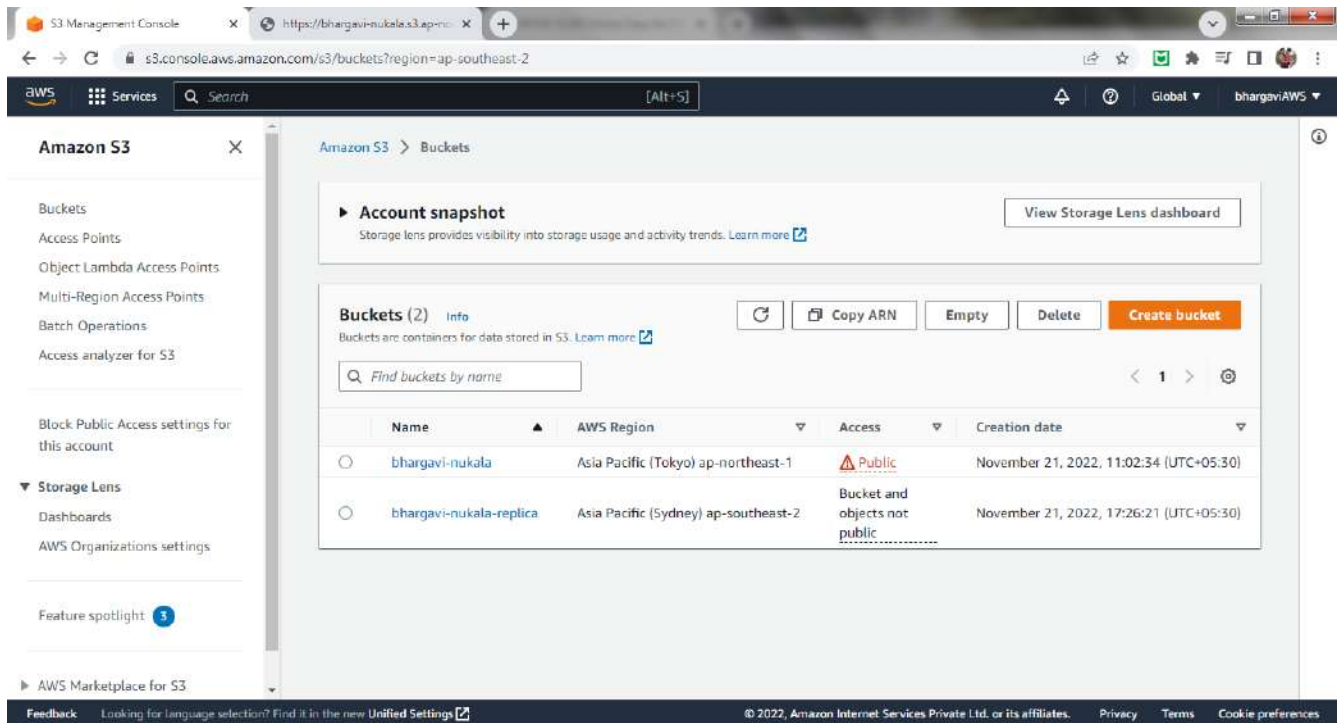 S3 Management Console
https://bhargavi-nukala.s3.ap-no
s3.console.aws.amazon.com/s3/buckets?region=ap-southeast-2
aws
Services
Search
[Alt+S]
Global
bhargaviAWS
Amazon S3
Buckets
Access Points
Object Lambda Access Points
Multi-Region Access Points
Batch Operations
Access analyzer for S3
Block Public Access settings for
this account
Storage Lens
Dashboards
AWS Organizations settings
Feature spotlight 3
AWS Marketplace for S3
Amazon S3 > Buckets
Account snapshot
Storage lens provides visibility into storage usage and activity trends. Learn more
View Storage Lens dashboard
Buckets (2) Info
Buckets are containers for data stored in S3. Learn more
Copy ARN
Empty
Delete
Create bucket
Find buckets by name
< 1 >
Name AWS Region Access Creation date
bhargavi-nukala Asia Pacific (Tokyo) ap-northeast-1 Public November 21, 2022, 11:02:34 (UTC+05:30)
bhargavi-nukala-replica Asia Pacific (Sydney) ap-southeast-2 Bucket and
objects not
public November 21, 2022, 17:26:21 (UTC+05:30)
Feedback Looking for language selection? Find it in the new Unified Settings © 2022, Amazon Internet Services Private Ltd. or its affiliates. Privacy Terms Cookie preferences